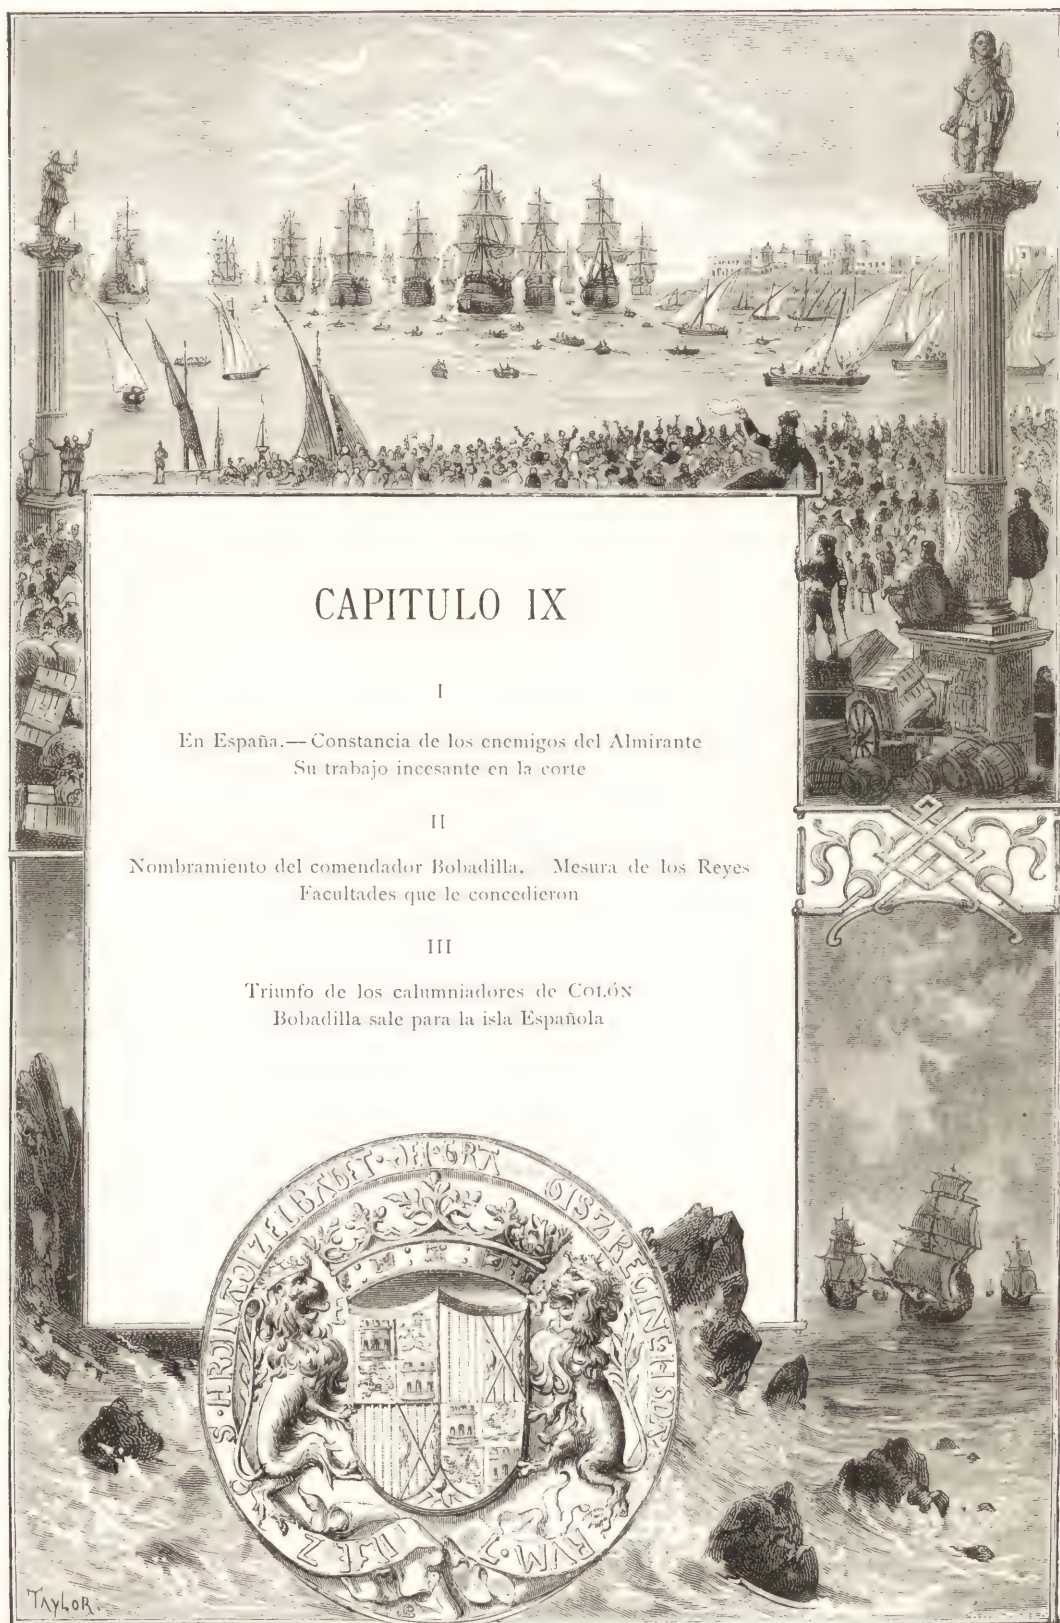 CAPITULO IX
I
En España.—Constancia de los enemigos del Almirante
Su trabajo incesante en la corte
II
Nombramiento del comendador Bobadilla. Mesura de los Reyes
Facultades que le concedieron
III
Triunfo de los calumniadores de COLÓN
Bobadilla sale para la isla Española
TAYLOR.